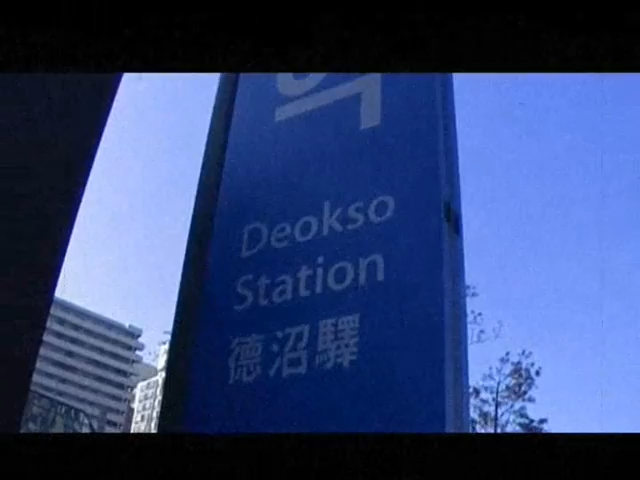 Deokso
Station
德沼驛